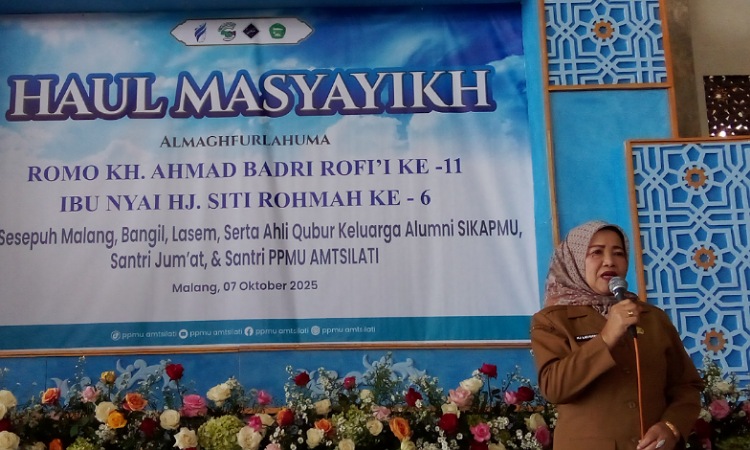 HAUL MASYAYIKH
ALMAGHFURLAHUMA
ROMO KH. AHMAD BADRI ROFI'I KE -11
IBU NYAI HJ. SITI ROHMAH KE - 6
Sesepuh Malang, Bangil, Lasem, Serta Ahli Qubur Keluarga Alumni SIKAPMU,
Santri Jum'at, & Santri PPMU AMTSILATI
Malang, 07 Oktober 2025
ppmu amtsilati ppmu amtsilati ppmu amtsilati